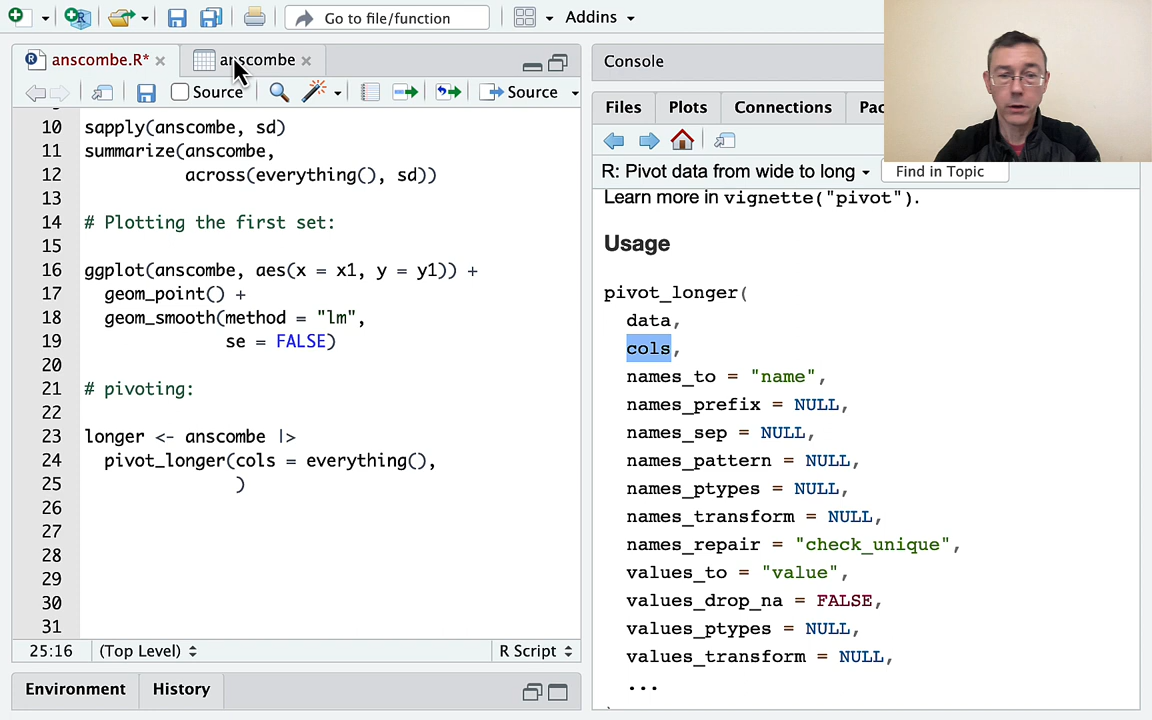 Go to file/function
Addins
anscombe.R*
anscombe
Source
Source
10 sapply(anscombe, sd)
11 summarize(anscombe,
12 across(everything(), sd))
13
14 # Plotting the first set:
15
16 ggplot(anscombe, aes(x = x1, y = y1)) +
17 geom_point() +
18 geom_smooth(method = "lm",
19 se = FALSE)
20
21 # pivoting:
22
23 longer <- anscombe |>
24 pivot_longer(cols = everything(),
25 )
26
27
28
29
30
31
25:16 (Top Level) R Script
Environment History
Console
Files Plots Connections Pac
R: Pivot data from wide to long Find in Topic
Learn more in vignette("pivot").
Usage
pivot_longer(
data,
cols,
names_to = "name",
names_prefix = NULL,
names_sep = NULL,
names_pattern = NULL,
names_ptypes = NULL,
names_transform = NULL,
names_repair = "check_unique",
values_to = "value",
values_drop_na = FALSE,
values_ptypes = NULL,
values_transform = NULL,
...